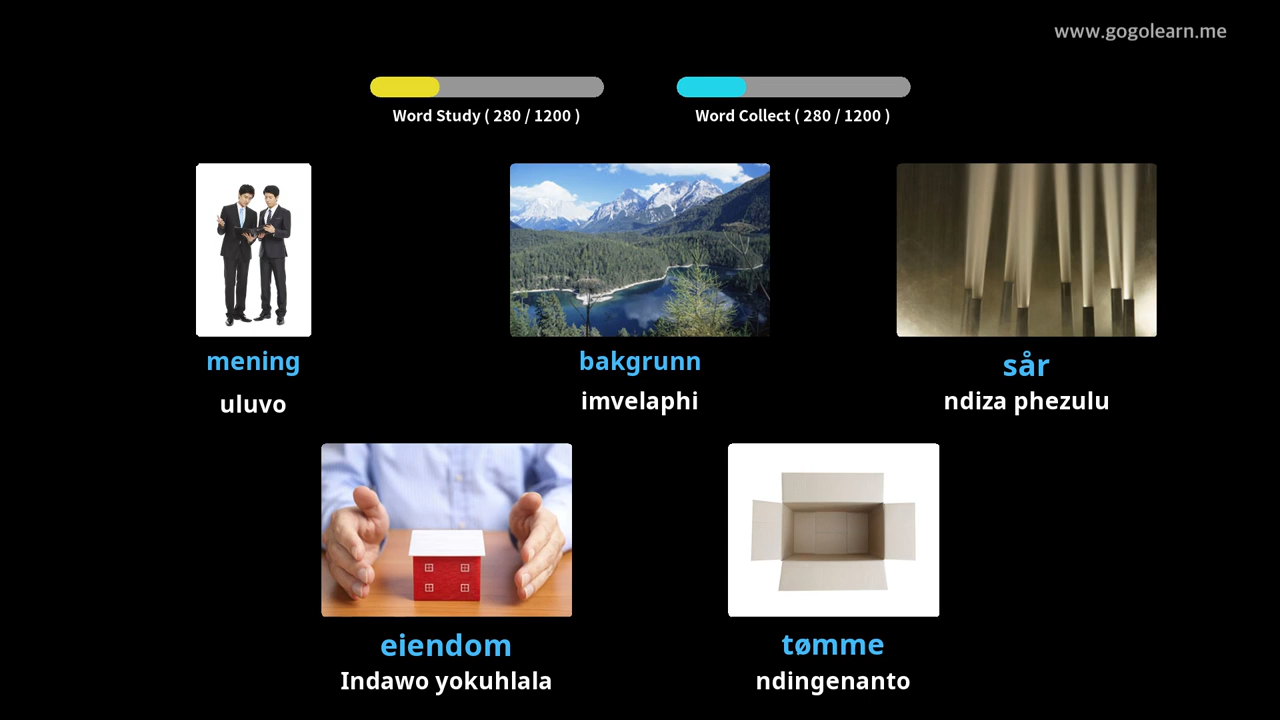 www.gogolearn.me
Word Study ( 280 / 1200 )
Word Collect ( 280 / 1200 )
mening
uluvo
bakgrunn
imvelaphi
sår
ndiza phezulu
eiendom
Indawo yokuhlala
tømme
ndingenanto